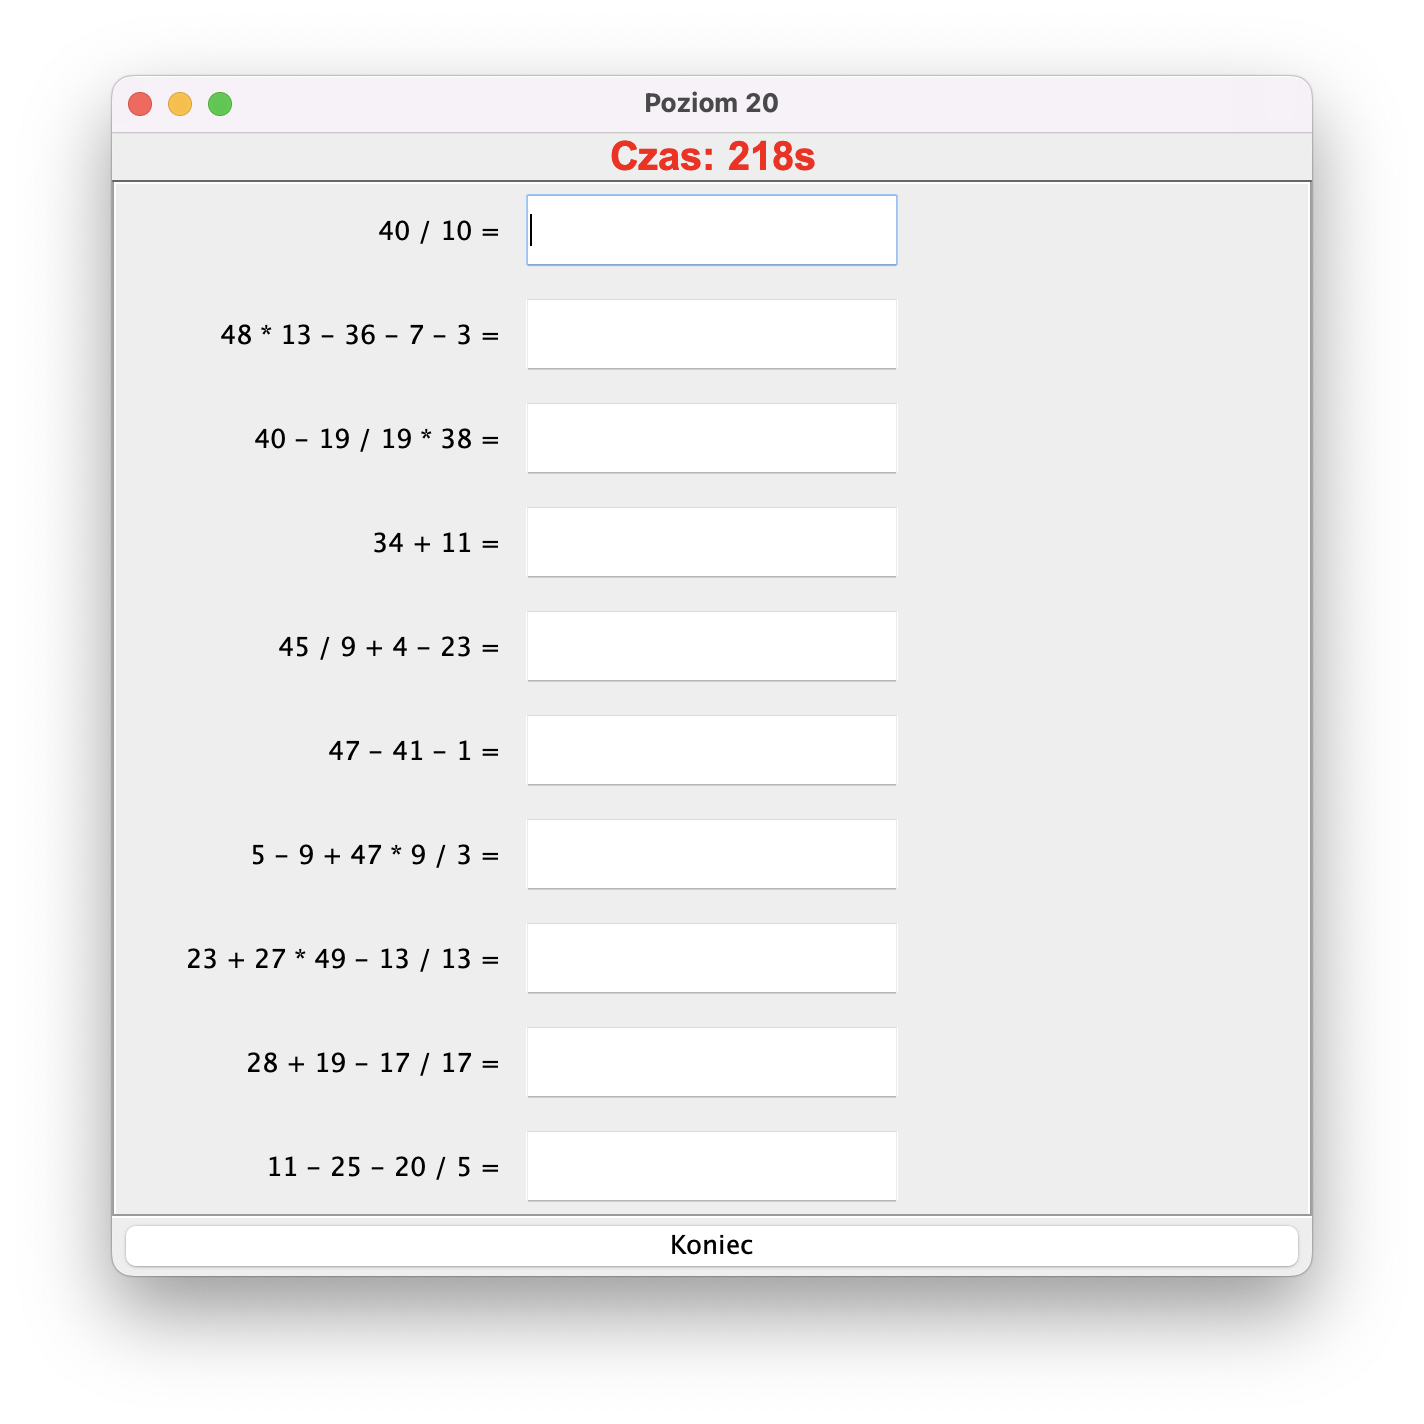 Poziom 20
Czas: 218s
40 / 10 =
48 * 13 - 36 - 7 - 3 =
40 - 19 / 19 * 38 =
34 + 11 =
45 / 9 + 4 - 23 =
47 - 41 - 1 =
5 - 9 + 47 * 9 / 3 =
23 + 27 * 49 - 13 / 13 =
28 + 19 - 17 / 17 =
11 - 25 - 20 / 5 =
Koniec